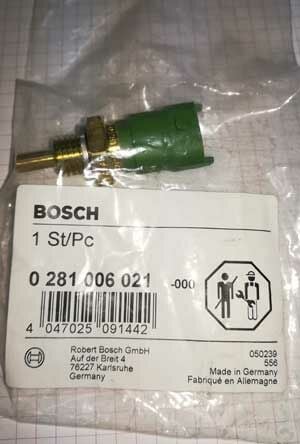 BOSCH
1 St/Pc
0 281 006 021 -000
4 047025 091442
Robert Bosch GmbH
Auf der Breit 4
76227 Karlsruhe
Germany
050239
556
Made in Germany
Fabriqué en Allemagne